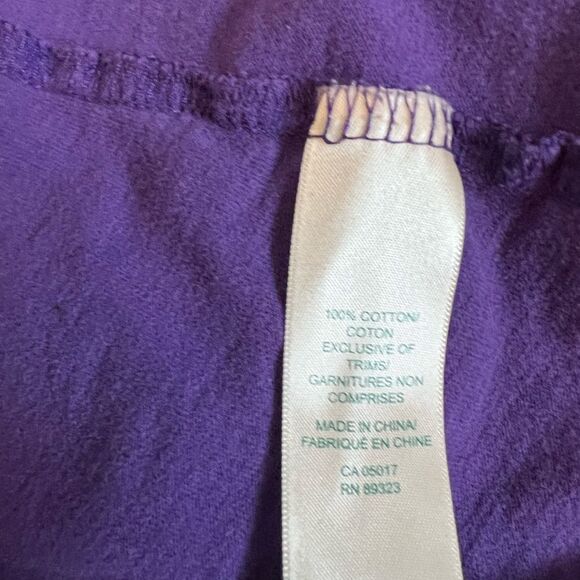 100% COTTON/
COTON
EXCLUSIVE OF
TRIMS/
GARNITURES NON
COMPRISES
MADE IN CHINA/
FABRIQUÉ EN CHINE
CA 05017
RN 89323